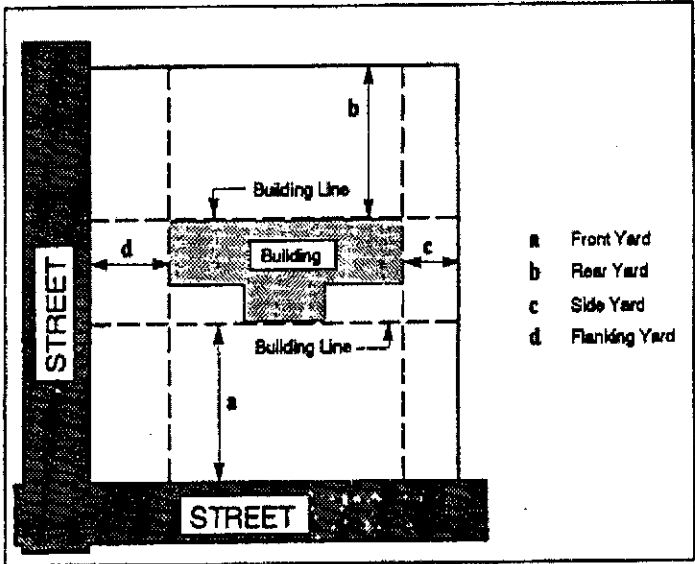 b
Building Line
d
Building
c
STREET
Building Line
a
STREET
a Front Yard
b Rear Yard
c Side Yard
d Flanking Yard